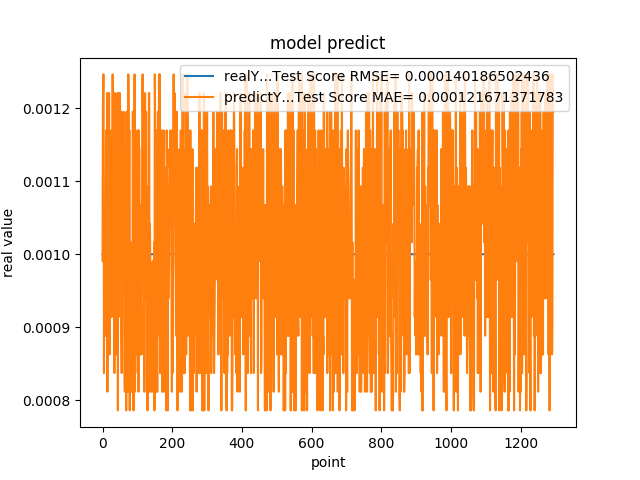 model predict
realY...Test Score RMSE= 0.000140186502436
predictY...Test Score MAE= 0.000121671371783
0.0012
0.0011
0.0010
0.0009
0.0008
real value
0 200 400 600 800 1000 1200
point